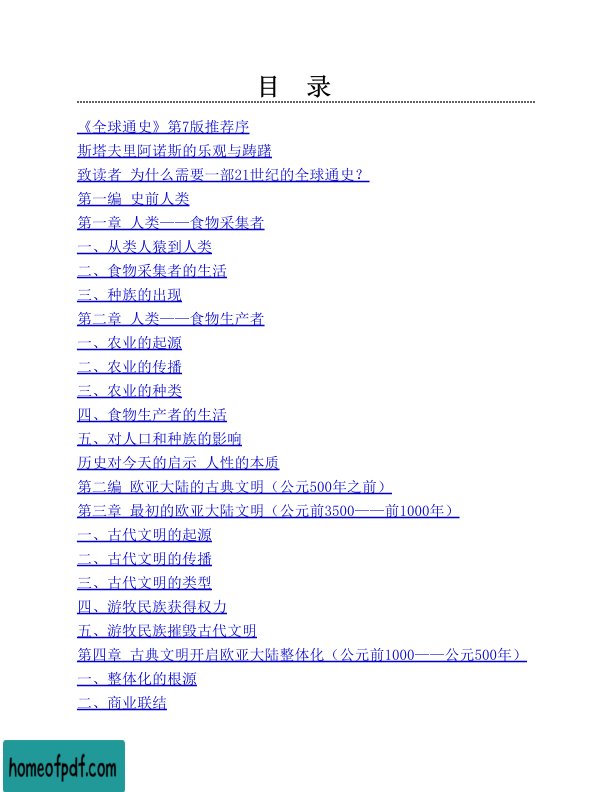 目 录
《全球通史》第7版推荐序
斯塔夫里阿诺斯的乐观与踌躇
致读者 为什么需要一部21世纪的全球通史？
第一编 史前人类
第一章 人类——食物采集者
一、从类人猿到人类
二、食物采集者的生活
三、种族的出现
第二章 人类——食物生产者
一、农业的起源
二、农业的传播
三、农业的种类
四、食物生产者的生活
五、对人口和种族的影响
历史对今天的启示 人性的本质
第二编 欧亚大陆的古典文明（公元500年之前）
第三章 最初的欧亚大陆文明（公元前3500——前1000年）
一、古代文明的起源
二、古代文明的传播
三、古代文明的类型
四、游牧民族获得权力
五、游牧民族摧毁古代文明
第四章 古典文明开启欧亚大陆整体化（公元前1000——公元500年）
一、整体化的根源
二、商业联结
homeofpdf.com